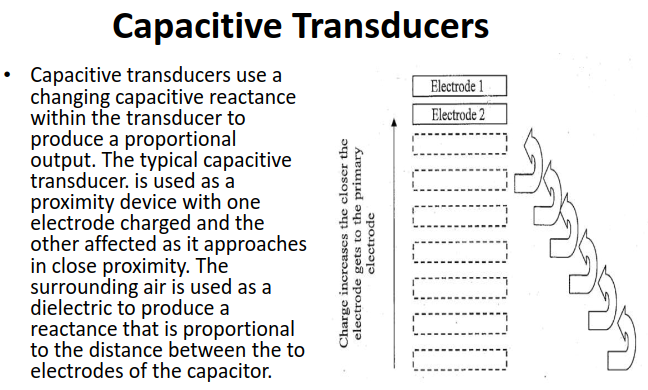 Capacitive Transducers
• Capacitive transducers use a
changing capacitive reactance
within the transducer to
produce a proportional
output. The typical capacitive
transducer. is used as a
proximity device with one
electrode charged and the
other affected as it approaches
in close proximity. The
surrounding air is used as a
dielectric to produce a
reactance that is proportional
to the distance between the to
electrodes of the capacitor.
Electrode 1
Electrode 2
Charge increases the closer the
electrode gets to the primary
electrode